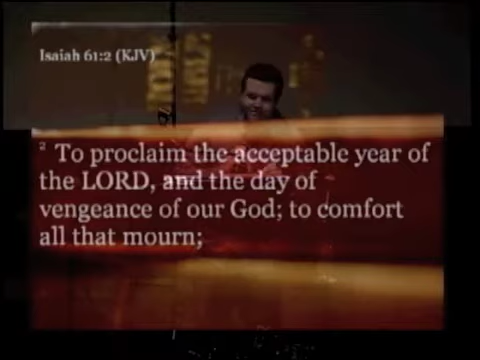 Isaiah 61:2 (KJV)
² To proclaim the acceptable year of
the LORD, and the day of
vengeance of our God; to comfort
all that mourn;